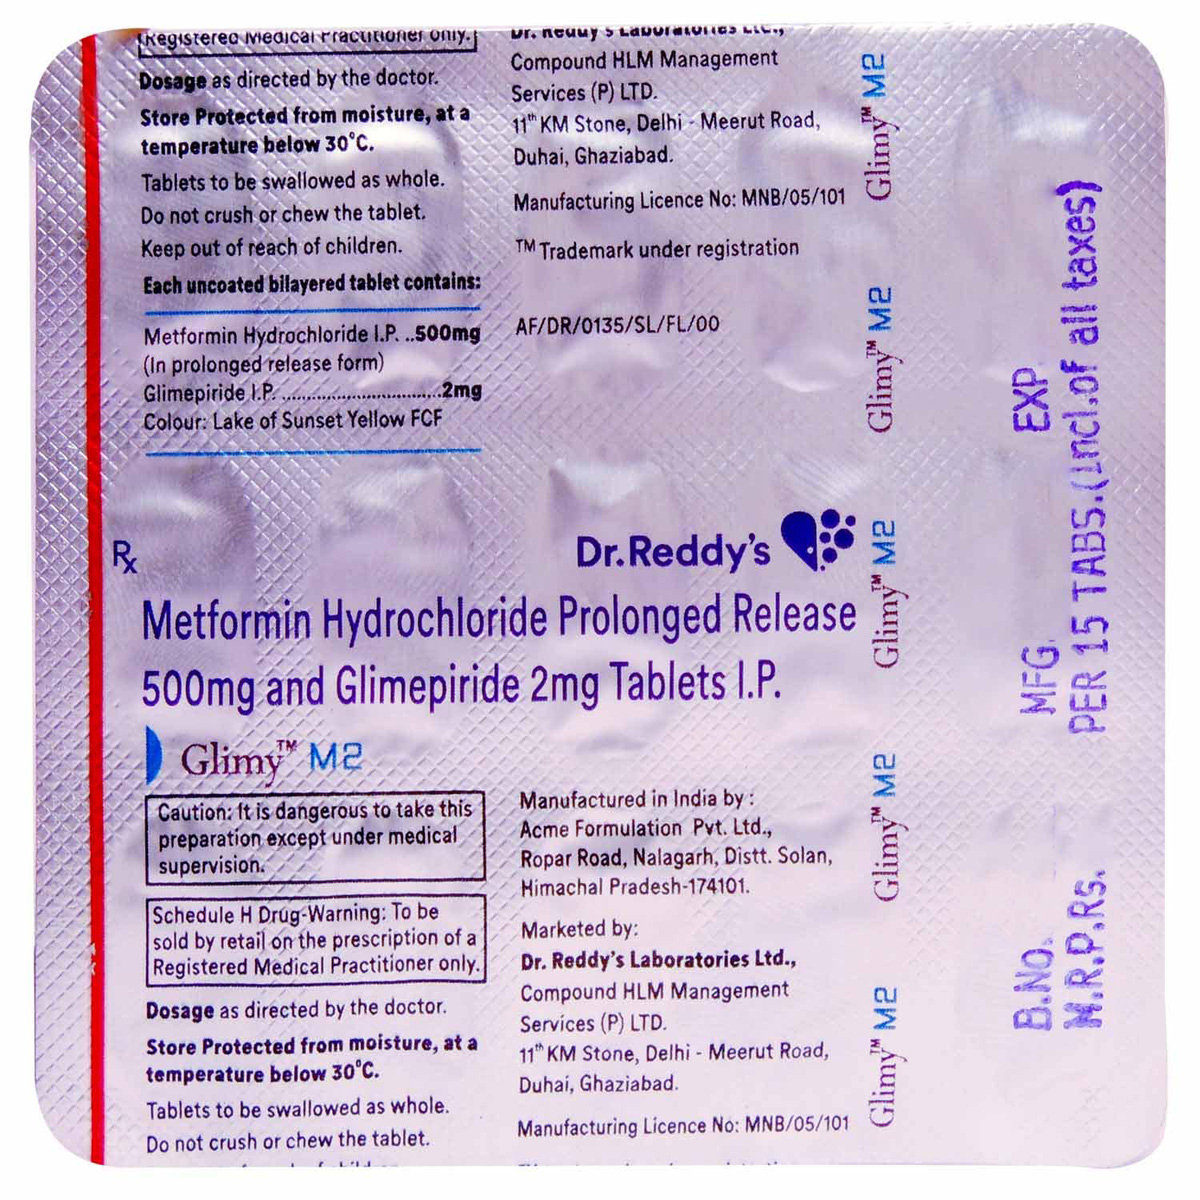 Registered Medical Practitioner only.
Dosage as directed by the doctor.
Store Protected from moisture, at a
temperature below 30°C.
Tablets to be swallowed as whole.
Do not crush or chew the tablet.
Keep out of reach of children.
Each uncoated bilayered tablet contains:
Metformin Hydrochloride I.P. ..500mg
(In prolonged release form)
Glimepiride I.P. ................................2mg
Colour: Lake of Sunset Yellow FCF
Dr. Reddy's Laboratories Ltd.,
Compound HLM Management
Services (P) LTD.
11th KM Stone, Delhi - Meerut Road,
Duhai, Ghaziabad.
Manufacturing Licence No: MNB/05/101
TM Trademark under registration
AF/DR/0135/SL/FL/00
Rx
Dr.Reddy's
Metformin Hydrochloride Prolonged Release
500mg and Glimepiride 2mg Tablets I.P.
Glimy™ M2
Caution: It is dangerous to take this
preparation except under medical
supervision.
Schedule H Drug-Warning: To be
sold by retail on the prescription of a
Registered Medical Practitioner only.
Dosage as directed by the doctor.
Store Protected from moisture, at a
temperature below 30°C.
Tablets to be swallowed as whole.
Do not crush or chew the tablet.
Manufactured in India by :
Acme Formulation Pvt. Ltd.,
Ropar Road, Nalagarh, Distt. Solan,
Himachal Pradesh-174101.
Marketed by:
Dr. Reddy's Laboratories Ltd.,
Compound HLM Management
Services (P) LTD.
11th KM Stone, Delhi - Meerut Road,
Duhai, Ghaziabad.
Manufacturing Licence No: MNB/05/101
Glimy™ M2
Glimy™ M2
Glimy™ M2
Glimy™ M2
Glimy™ M2
B.No. MFG. EXP
M.R.P.Rs. PER 15 TABS.(Incl.of all taxes)